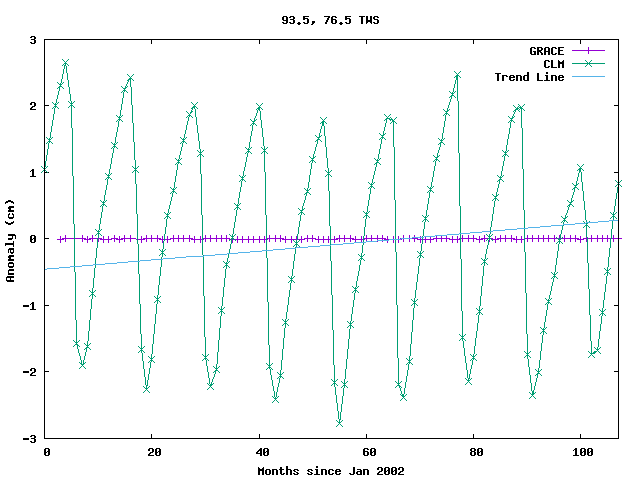 93.5, 76.5 TWS
GRACE
CLM
Trend Line
3
2
1
0
-1
-2
-3
Anomaly (cm)
0 20 40 60 80 100
Months since Jan 2002